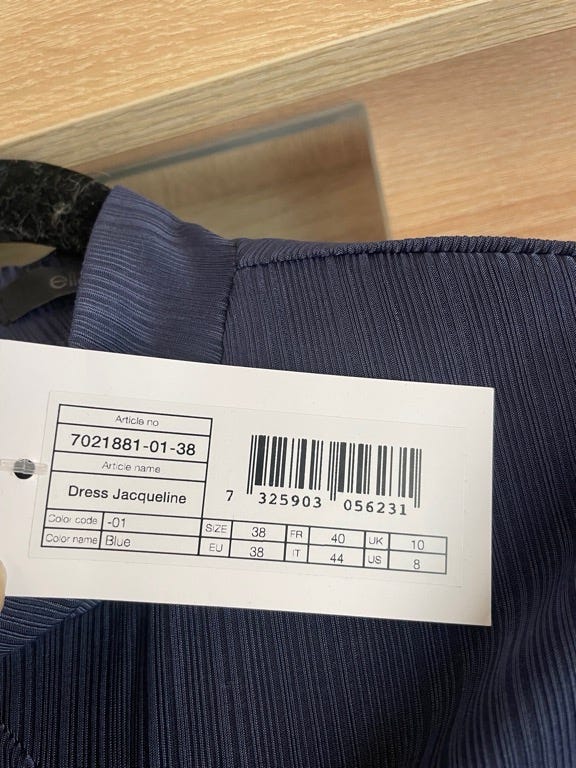 Article no
7021881-01-38
Article name
Dress Jacqueline
Color code -01
Color name Blue
7 325903 056231
SIZE 38 FR 40 UK 10
EU 38 IT 44 US 8